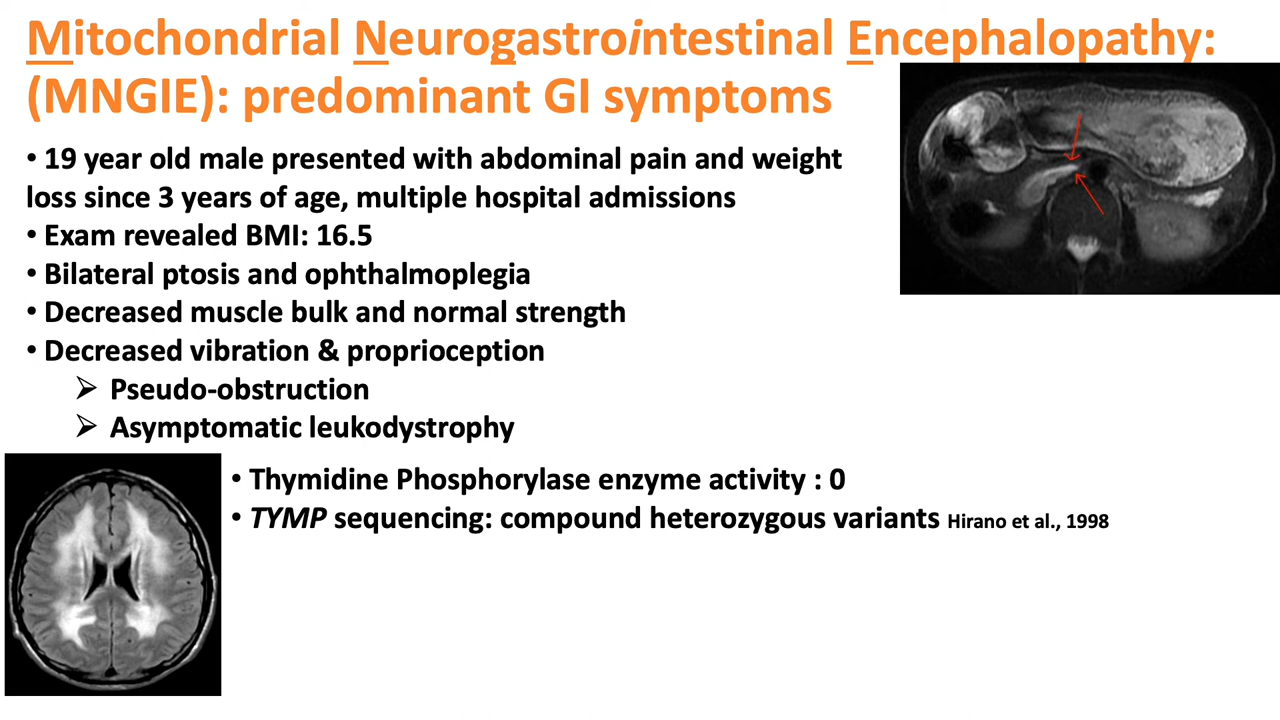 Mitochondrial Neurogastrointestinal Encephalopathy:
(MNGIE): predominant GI symptoms
• 19 year old male presented with abdominal pain and weight
loss since 3 years of age, multiple hospital admissions
• Exam revealed BMI: 16.5
• Bilateral ptosis and ophthalmoplegia
• Decreased muscle bulk and normal strength
• Decreased vibration & proprioception
➢ Pseudo-obstruction
➢ Asymptomatic leukodystrophy
• Thymidine Phosphorylase enzyme activity : 0
• TYMP sequencing: compound heterozygous variants Hirano et al., 1998